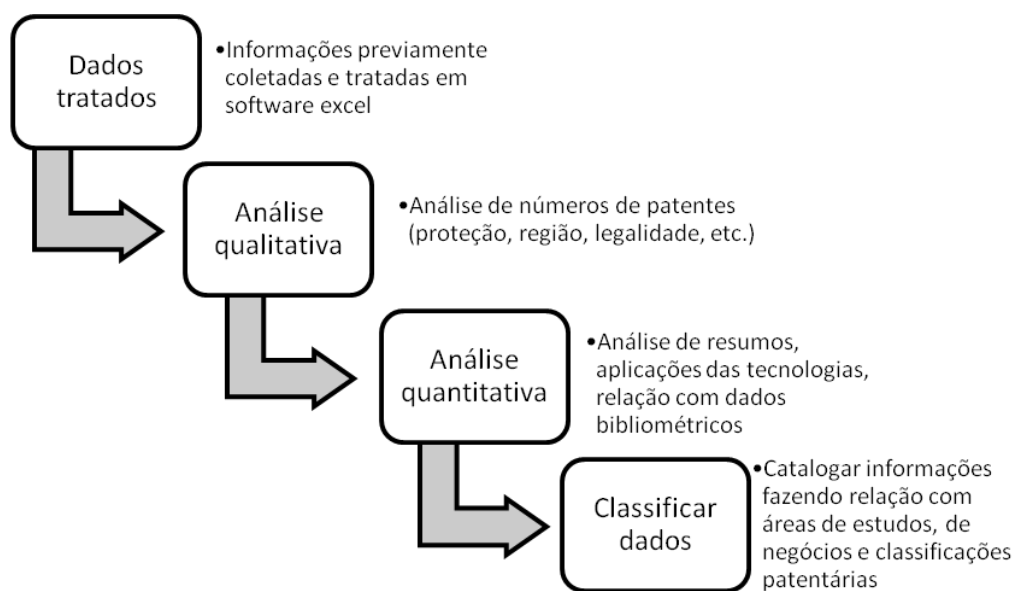 Dados
tratados
•Informações previamente
coletadas e tratadas em
software excel
Análise
qualitativa
•Análise de números de patentes
(proteção, região, legalidade, etc.)
Análise
quantitativa
•Análise de resumos,
aplicações das tecnologias,
relação com dados
bibliométricos
Classificar
dados
•Catalogar informações
fazendo relação com
áreas de estudos, de
negócios e classificações
patentárias